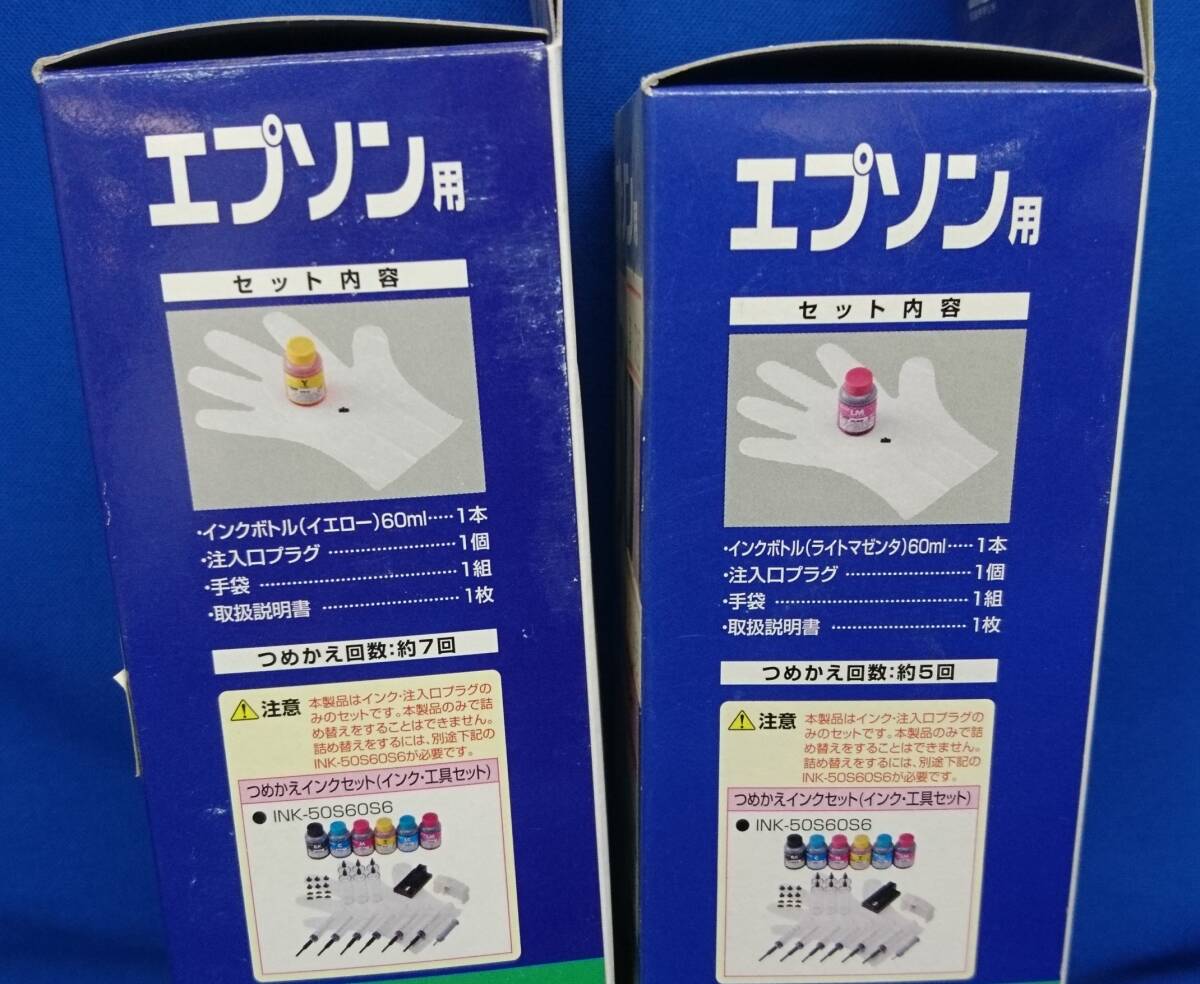 エプソン用
セット内容
Y
・インクボトル(イエロー)60ml‥‥1本
・注入口プラグ ……………………1個
・手袋 ………………………………1組
・取扱説明書 ………………………1枚
つめかえ回数:約7回
注意 本製品はインク・注入口プラグの
みのセットです。本製品のみで詰
め替えをすることはできません。
詰め替えをするには、別途下記の
INK-50S60S6が必要です。
つめかえインクセット(インク・工具セット)
● INK-50S60S6
エプソン用
セット内容
LM
・インクボトル(ライトマゼンタ)60ml‥‥1本
・注入口プラグ ……………………1個
・手袋 ………………………………1組
・取扱説明書 ………………………1枚
つめかえ回数:約5回
注意 本製品はインク・注入口プラグの
みのセットです。本製品のみで詰
め替えをすることはできません。
詰め替えをするには、別途下記の
INK-50S60S6が必要です。
つめかえインクセット(インク・工具セット)
● INK-50S60S6